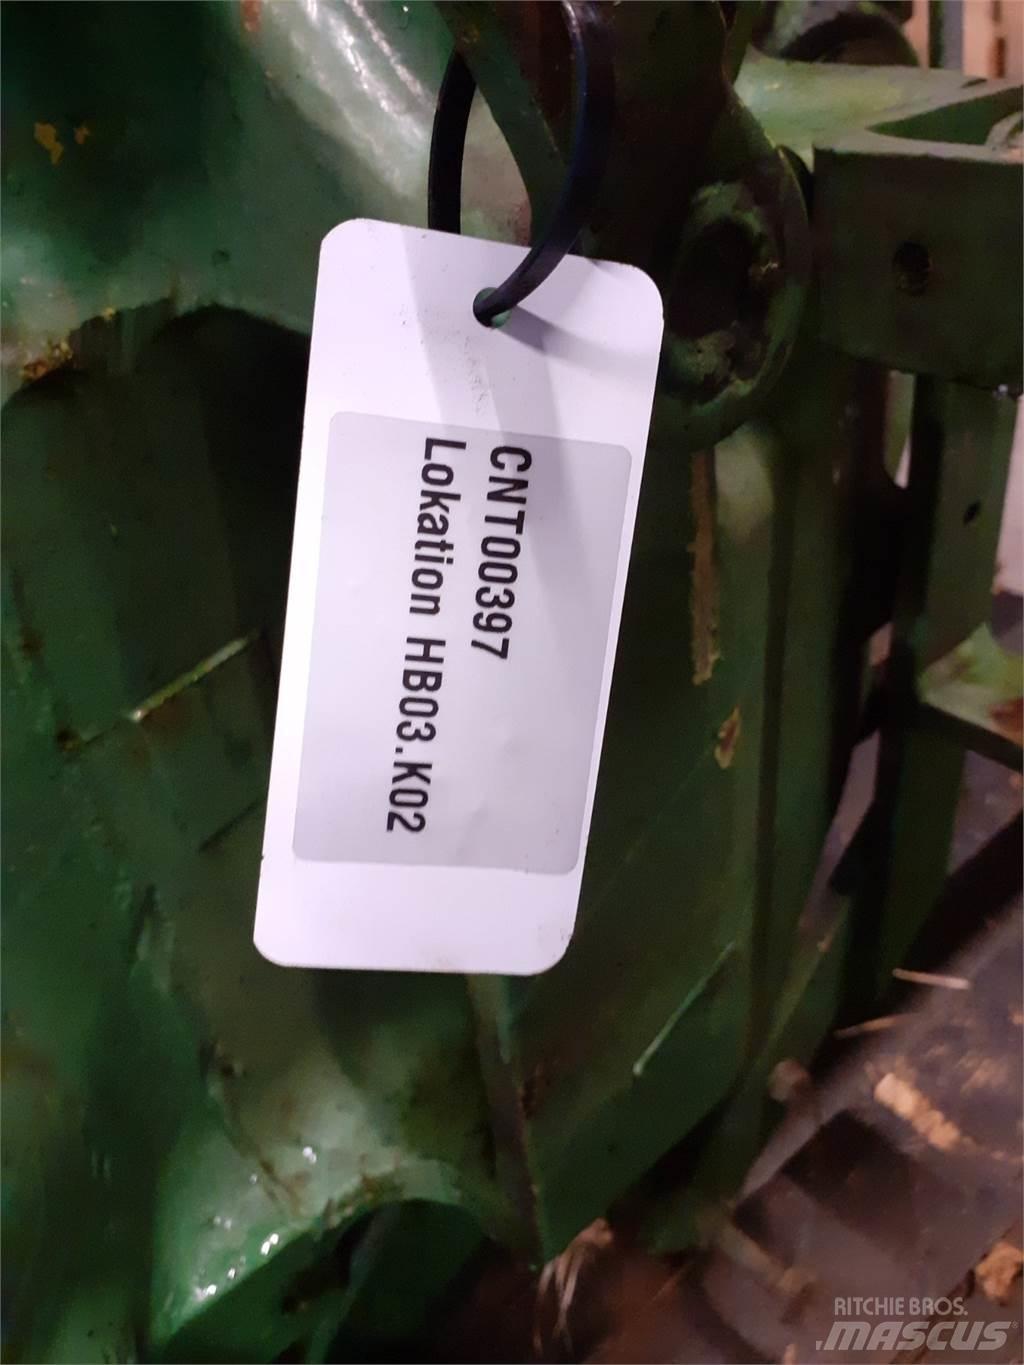 CNT00397
Lokation HB03.K02
RITCHIE BROS.
MASCUS